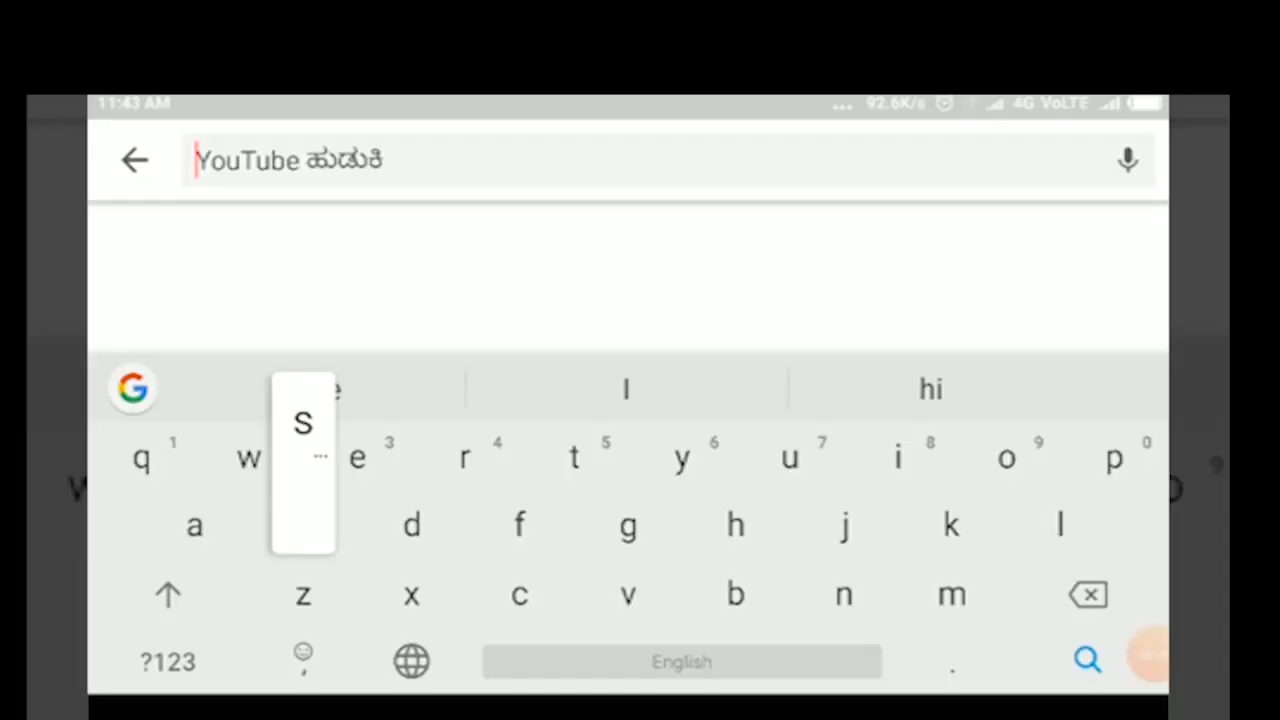 11:43 AM ... 92.6K/s 4G VoLTE
YouTube ಹುಡುಕಿ
I hi
q 1 w e 3 r 4 t 5 y 6 u 7 i 8 o 9 p 0
S ...
a d f g h j k l
z x c v b n m
?123 , English .